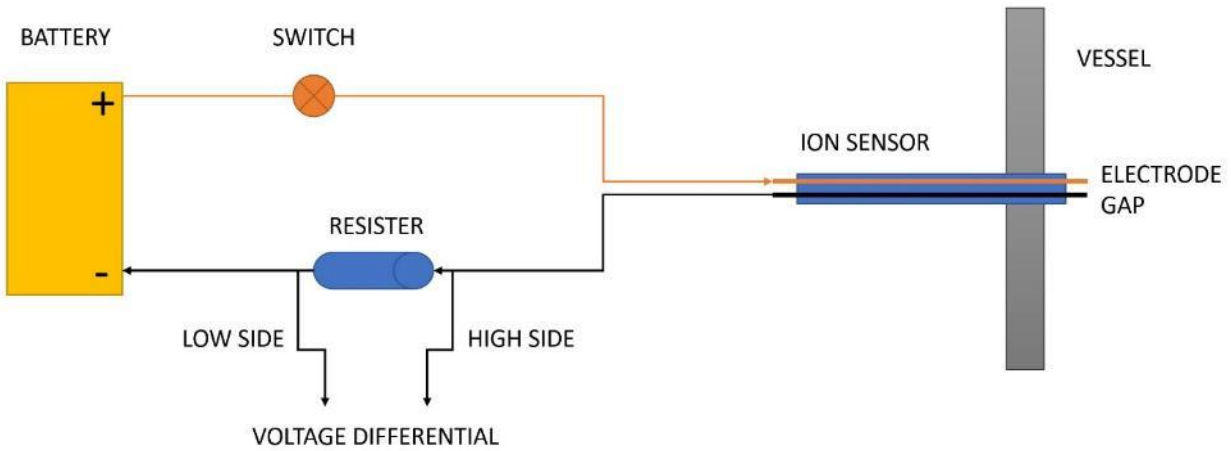 BATTERY
SWITCH
VESSEL
+
ION SENSOR
ELECTRODE
GAP
RESISTER
-
LOW SIDE
HIGH SIDE
VOLTAGE DIFFERENTIAL